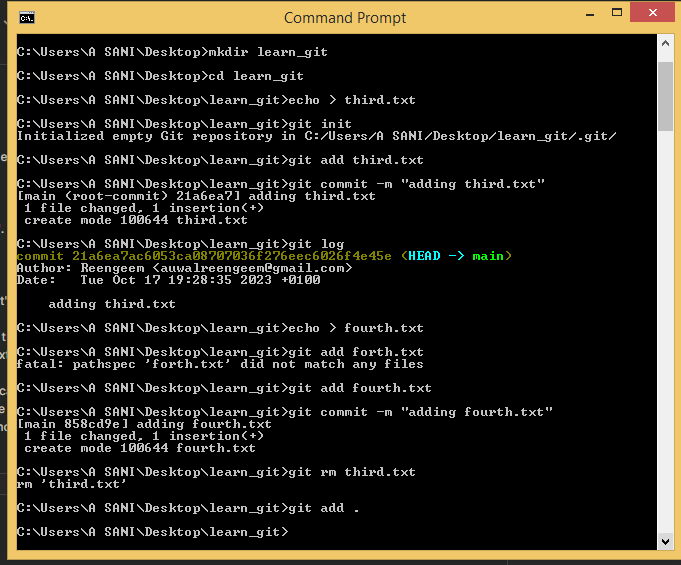 Command Prompt
C:\Users\A SANI\Desktop>mkdir learn_git
C:\Users\A SANI\Desktop>cd learn_git
C:\Users\A SANI\Desktop\learn_git>echo > third.txt
C:\Users\A SANI\Desktop\learn_git>git init
Initialized empty Git repository in C:/Users/A SANI/Desktop/learn_git/.git/
C:\Users\A SANI\Desktop\learn_git>git add third.txt
C:\Users\A SANI\Desktop\learn_git>git commit -m "adding third.txt"
[main (root-commit) 21a6ea7] adding third.txt
1 file changed, 1 insertion(+)
create mode 100644 third.txt
C:\Users\A SANI\Desktop\learn_git>git log
commit 21a6ea7ac6053ca08707036f276eec6026f4e45e (HEAD -> main)
Author: Reengeem <auwalreengeem@gmail.com>
Date:   Tue Oct 17 19:28:35 2023 +0100
adding third.txt
C:\Users\A SANI\Desktop\learn_git>echo > fourth.txt
C:\Users\A SANI\Desktop\learn_git>git add forth.txt
fatal: pathspec 'forth.txt' did not match any files
C:\Users\A SANI\Desktop\learn_git>git add fourth.txt
C:\Users\A SANI\Desktop\learn_git>git commit -m "adding fourth.txt"
[main 858cd9e] adding fourth.txt
1 file changed, 1 insertion(+)
create mode 100644 fourth.txt
C:\Users\A SANI\Desktop\learn_git>git rm third.txt
rm 'third.txt'
C:\Users\A SANI\Desktop\learn_git>git add .
C:\Users\A SANI\Desktop\learn_git>